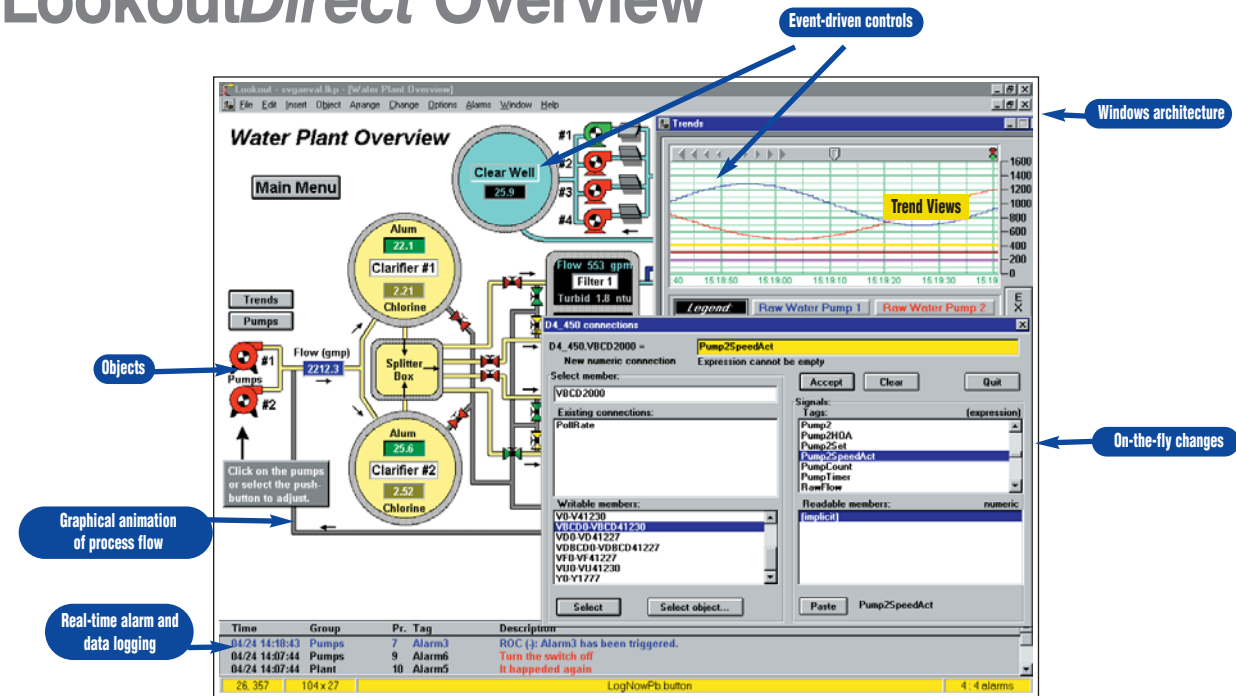 LookoutDirect Overview
Event-driven controls
Lookout - svgaeval.lkp - [Water Plant Overview]
File Edit Insert Object Arrange Change Options Alarms Window Help
Windows architecture
Water Plant Overview
Main Menu
Clear Well
25.9
#1
#2
#3
#4
Trends
1600
1400
1200
1000
800
600
400
200
0
Trend Views
:40 15:18:50 15:19:00 15:19:10 15:19:20 15:19:30 15:19
Legend Raw Water Pump 1 Raw Water Pump 2
EX
Alum
22.1
Clarifier #1
2.21
Chlorine
Flow 553 gpm
Filter 1
Turbid 1.8 ntu
Trends
Pumps
Objects
#1
Pumps
#2
Flow (gmp)
2212.3
Splitter
Box
Alum
25.6
Clarifier #2
2.52
Chlorine
Click on the pumps
or select the push-
button to adjust.
Graphical animation
of process flow
D4_450 connections
D4_450.VBCD2000 = Pump2SpeedAct
New numeric connection Expression cannot be empty
Select member:
VBCD2000
Existing connections:
PollRate
Accept Clear Quit
Signals:
Tags: (expression)
Pump2
Pump2HOA
Pump2Set
Pump2SpeedAct
PumpCount
PumpTimer
RawFlow
On-the-fly changes
Writable members:
V0-V41230
VBCD0-VBCD41230
VD0-VD41227
VDBCD0-VDBCD41227
VF0-VF41227
VU0-VU41230
Y0-Y1777
Readable members: numeric
(implicit)
Select Select object... Paste Pump2SpeedAct
Real-time alarm and
data logging
Time Group Pr. Tag Description
04/24 14:18:43 Pumps 7 Alarm3 ROC (-): Alarm3 has been triggered.
04/24 14:07:44 Pumps 9 Alarm6 Turn the switch off
04/24 14:07:44 Plant 10 Alarm5 It happeded again
26, 357 104 x 27 LogNowPb.button 4 : 4 alarms